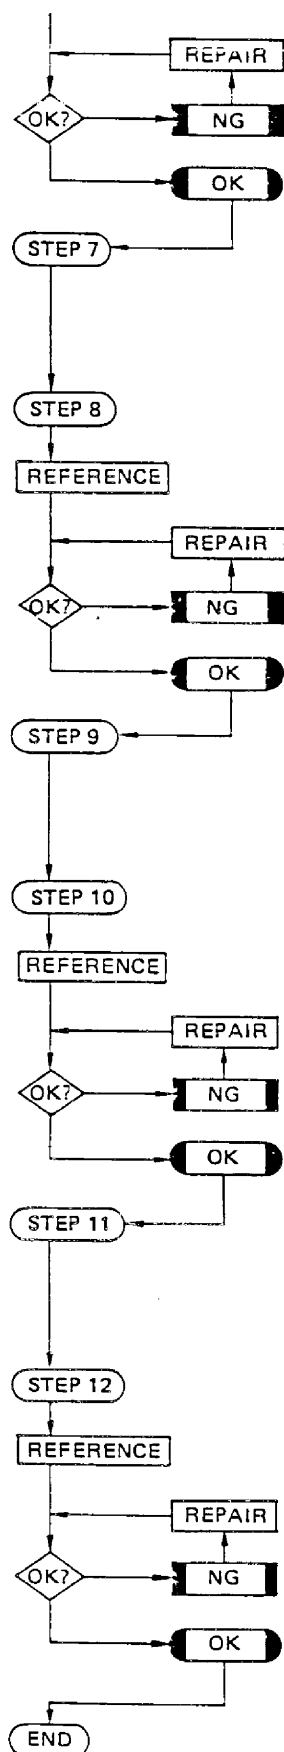 REPAIR
OK?
NG
OK
STEP 7
STEP 8
REFERENCE
REPAIR
OK?
NG
OK
STEP 9
STEP 10
REFERENCE
REPAIR
OK?
NG
OK
STEP 11
STEP 12
REFERENCE
REPAIR
OK?
NG
OK
END